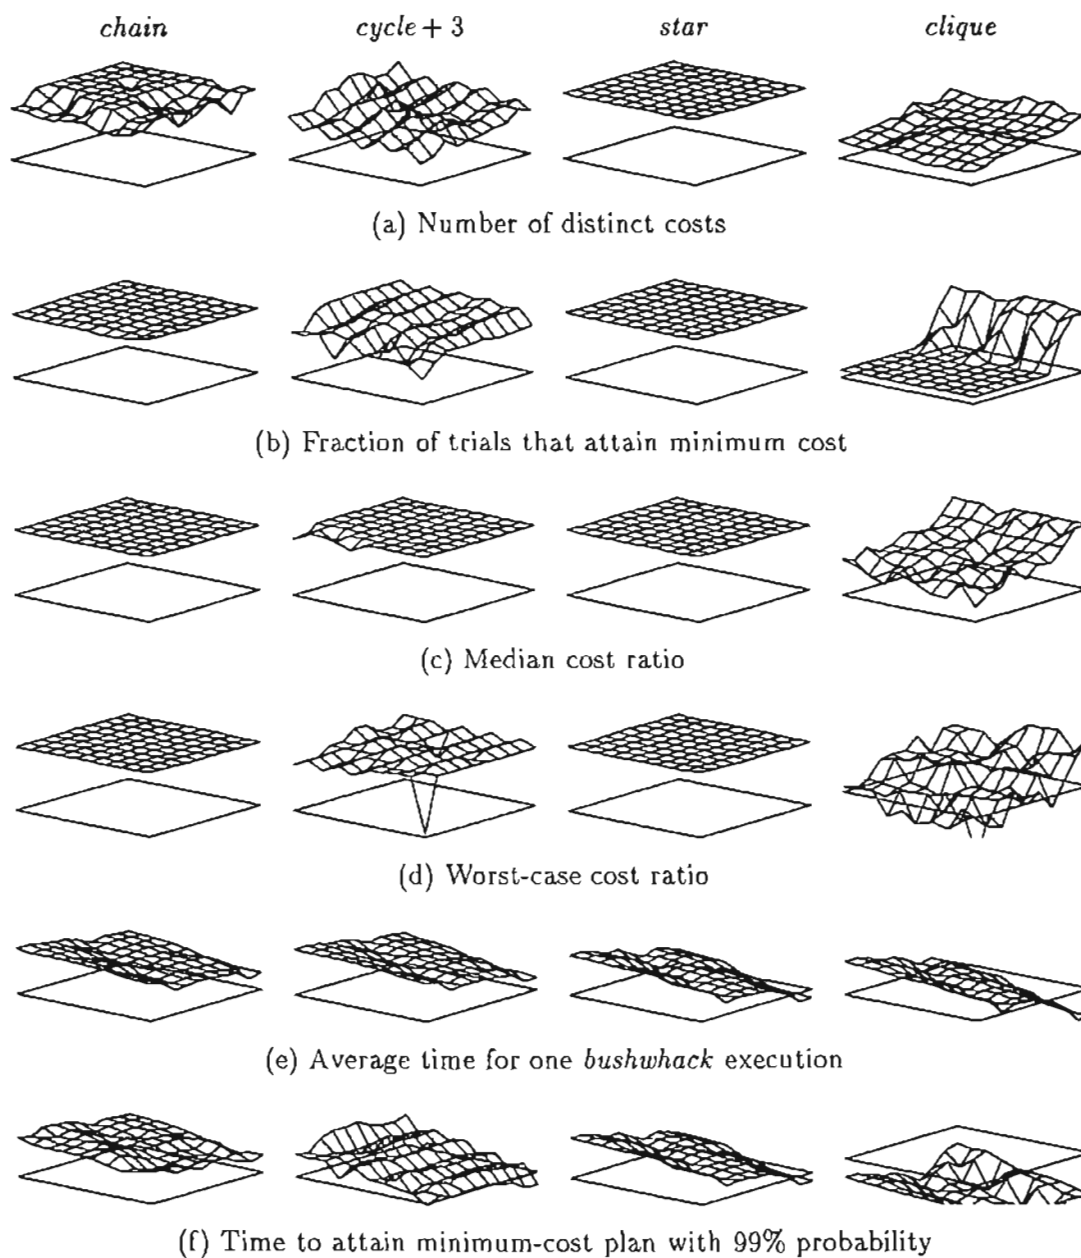 chain cycle + 3 star clique
(a) Number of distinct costs
(b) Fraction of trials that attain minimum cost
(c) Median cost ratio
(d) Worst-case cost ratio
(e) Average time for one bushwhack execution
(f) Time to attain minimum-cost plan with 99% probability